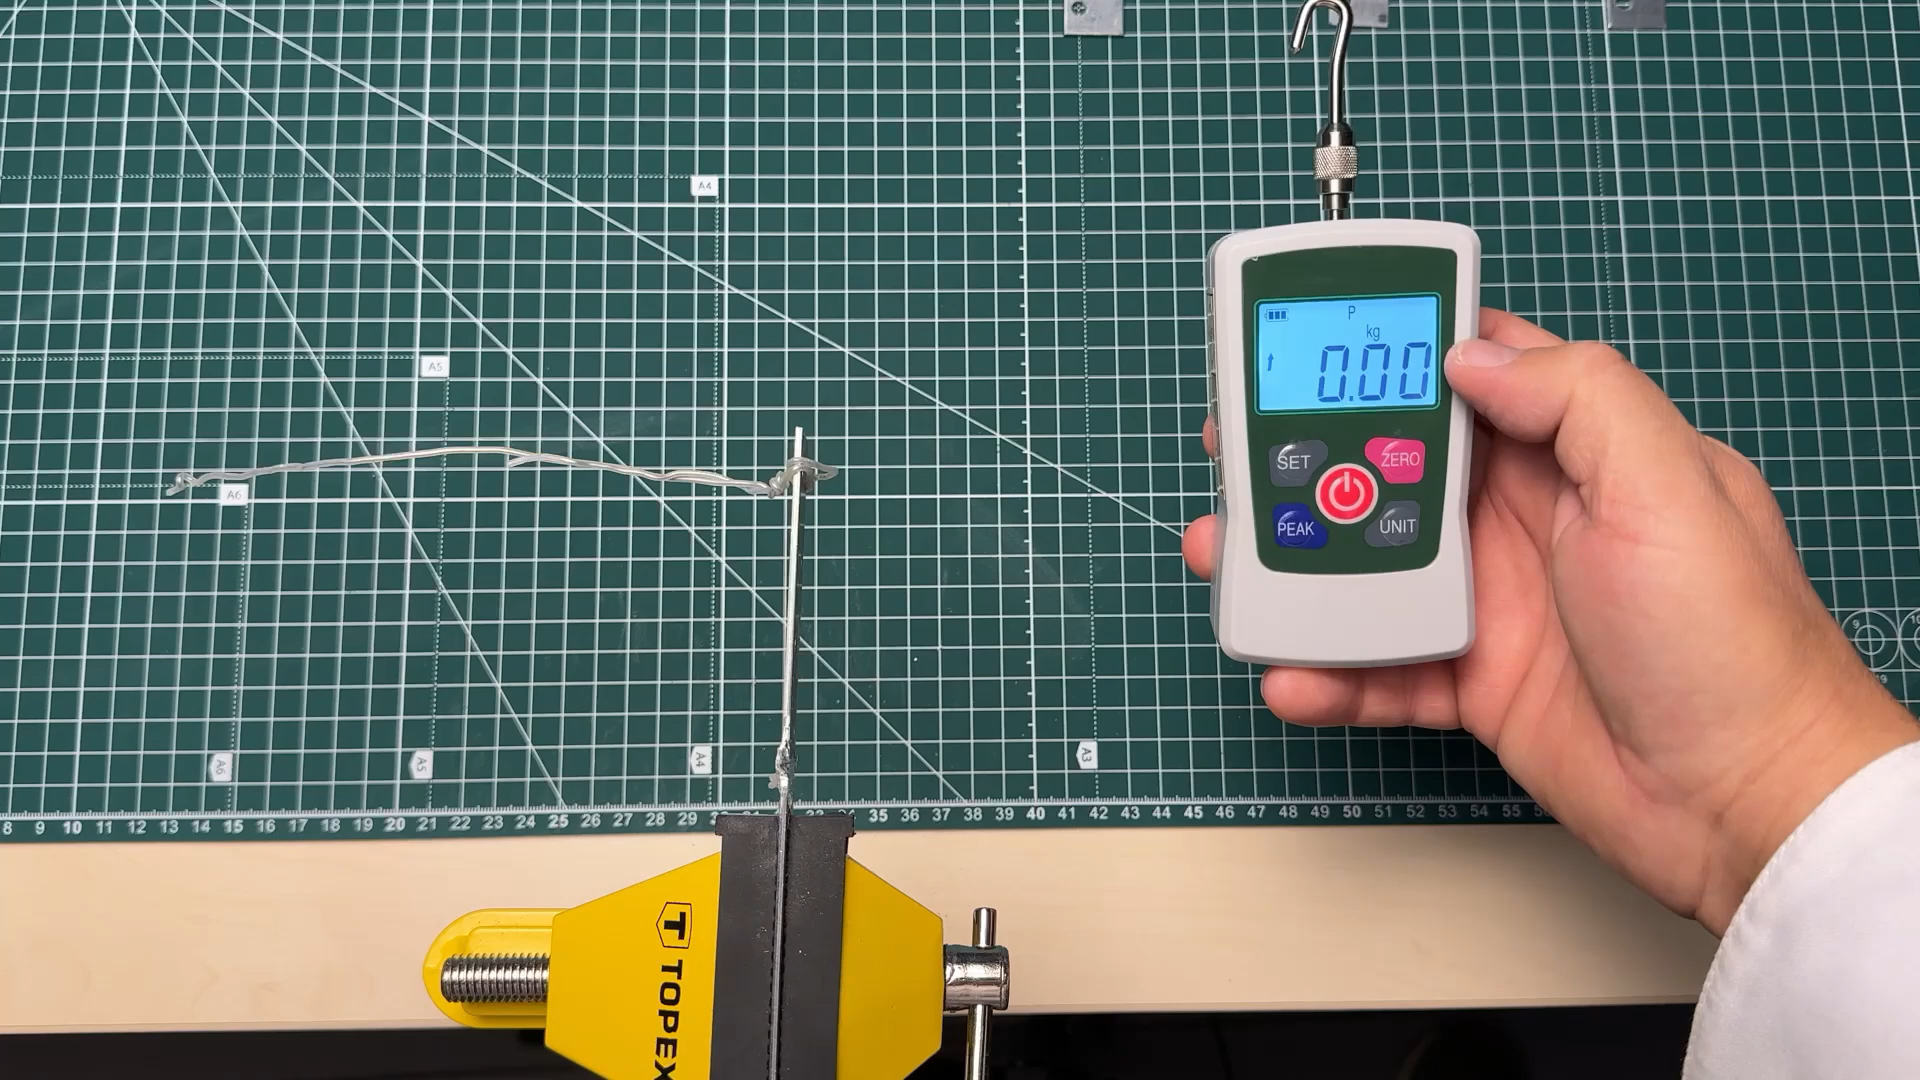 A4
A5
A6
P
kg
0.00
SET
ZERO
PEAK
UNIT
A6
A5
A4
A3
8 9 10 11 12 13 14 15 16 17 18 19 20 21 22 23 24 25 26 27 28 29
35 36 37 38 39 40 41 42 43 44 45 46 47 48 49 50 51 52 53 54 55
9
T TOPEX